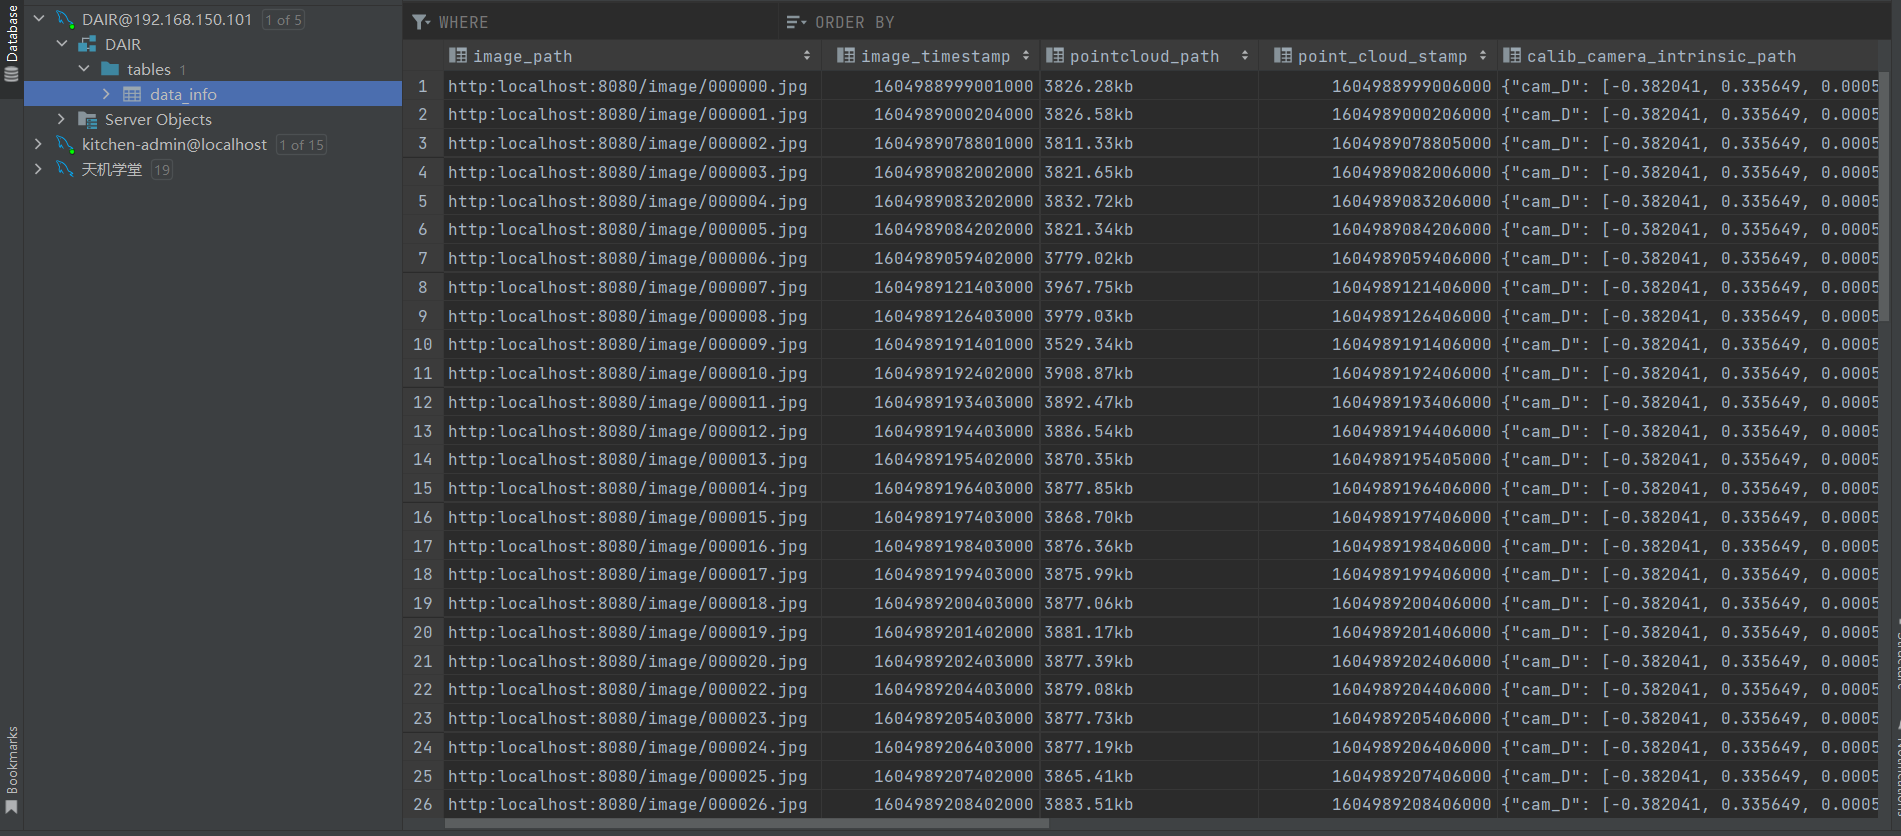 Database
DAIR@192.168.150.101 1 of 5
DAIR
tables 1
data_info
Server Objects
kitchen-admin@localhost 1 of 15
天机学堂 19
Bookmarks
WHERE ORDER BY
image_path image_timestamp pointcloud_path point_cloud_stamp calib_camera_intrinsic_path
1 http:localhost:8080/image/000000.jpg 1604988999001000 3826.28kb 1604988999006000 {"cam_D": [-0.382041, 0.335649, 0.0005
2 http:localhost:8080/image/000001.jpg 1604989000204000 3826.58kb 1604989000206000 {"cam_D": [-0.382041, 0.335649, 0.0005
3 http:localhost:8080/image/000002.jpg 1604989078801000 3811.33kb 1604989078805000 {"cam_D": [-0.382041, 0.335649, 0.0005
4 http:localhost:8080/image/000003.jpg 1604989082002000 3821.65kb 1604989082006000 {"cam_D": [-0.382041, 0.335649, 0.0005
5 http:localhost:8080/image/000004.jpg 1604989083202000 3832.72kb 1604989083206000 {"cam_D": [-0.382041, 0.335649, 0.0005
6 http:localhost:8080/image/000005.jpg 1604989084202000 3821.34kb 1604989084206000 {"cam_D": [-0.382041, 0.335649, 0.0005
7 http:localhost:8080/image/000006.jpg 1604989059402000 3779.02kb 1604989059406000 {"cam_D": [-0.382041, 0.335649, 0.0005
8 http:localhost:8080/image/000007.jpg 1604989121403000 3967.75kb 1604989121406000 {"cam_D": [-0.382041, 0.335649, 0.0005
9 http:localhost:8080/image/000008.jpg 1604989126403000 3979.03kb 1604989126406000 {"cam_D": [-0.382041, 0.335649, 0.0005
10 http:localhost:8080/image/000009.jpg 1604989191401000 3529.34kb 1604989191406000 {"cam_D": [-0.382041, 0.335649, 0.0005
11 http:localhost:8080/image/000010.jpg 1604989192402000 3908.87kb 1604989192406000 {"cam_D": [-0.382041, 0.335649, 0.0005
12 http:localhost:8080/image/000011.jpg 1604989193403000 3892.47kb 1604989193406000 {"cam_D": [-0.382041, 0.335649, 0.0005
13 http:localhost:8080/image/000012.jpg 1604989194403000 3886.54kb 1604989194406000 {"cam_D": [-0.382041, 0.335649, 0.0005
14 http:localhost:8080/image/000013.jpg 1604989195402000 3870.35kb 1604989195405000 {"cam_D": [-0.382041, 0.335649, 0.0005
15 http:localhost:8080/image/000014.jpg 1604989196403000 3877.85kb 1604989196406000 {"cam_D": [-0.382041, 0.335649, 0.0005
16 http:localhost:8080/image/000015.jpg 1604989197403000 3868.70kb 1604989197406000 {"cam_D": [-0.382041, 0.335649, 0.0005
17 http:localhost:8080/image/000016.jpg 1604989198403000 3876.36kb 1604989198406000 {"cam_D": [-0.382041, 0.335649, 0.0005
18 http:localhost:8080/image/000017.jpg 1604989199403000 3875.99kb 1604989199406000 {"cam_D": [-0.382041, 0.335649, 0.0005
19 http:localhost:8080/image/000018.jpg 1604989200403000 3877.06kb 1604989200406000 {"cam_D": [-0.382041, 0.335649, 0.0005
20 http:localhost:8080/image/000019.jpg 1604989201402000 3881.17kb 1604989201406000 {"cam_D": [-0.382041, 0.335649, 0.0005
21 http:localhost:8080/image/000020.jpg 1604989202403000 3877.39kb 1604989202406000 {"cam_D": [-0.382041, 0.335649, 0.0005
22 http:localhost:8080/image/000022.jpg 1604989204403000 3879.08kb 1604989204406000 {"cam_D": [-0.382041, 0.335649, 0.0005
23 http:localhost:8080/image/000023.jpg 1604989205403000 3877.73kb 1604989205406000 {"cam_D": [-0.382041, 0.335649, 0.0005
24 http:localhost:8080/image/000024.jpg 1604989206403000 3877.19kb 1604989206406000 {"cam_D": [-0.382041, 0.335649, 0.0005
25 http:localhost:8080/image/000025.jpg 1604989207402000 3865.41kb 1604989207406000 {"cam_D": [-0.382041, 0.335649, 0.0005
26 http:localhost:8080/image/000026.jpg 1604989208402000 3883.51kb 1604989208406000 {"cam_D": [-0.382041, 0.335649, 0.0005